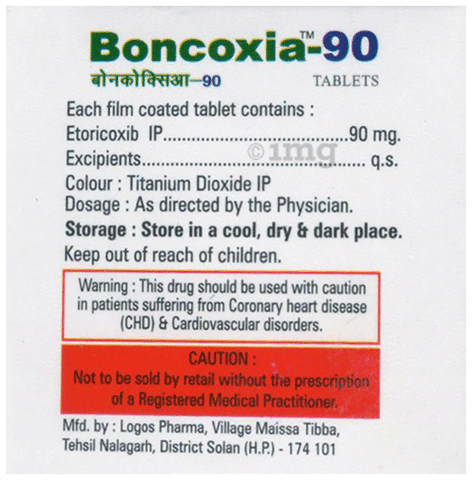 Boncoxia™-90
बोनकोक्सिआ-90 TABLETS
Each film coated tablet contains :
Etoricoxib IP..........................................90 mg.
Excipients.................................................. q.s.
©1mg
Colour : Titanium Dioxide IP
Dosage : As directed by the Physician.
Storage : Store in a cool, dry & dark place.
Keep out of reach of children.
Warning : This drug should be used with caution
in patients suffering from Coronary heart disease
(CHD) & Cardiovascular disorders.
CAUTION :
Not to be sold by retail without the prescription
of a Registered Medical Practitioner.
Mfd. by : Logos Pharma, Village Maissa Tibba,
Tehsil Nalagarh, District Solan (H.P.) - 174 101